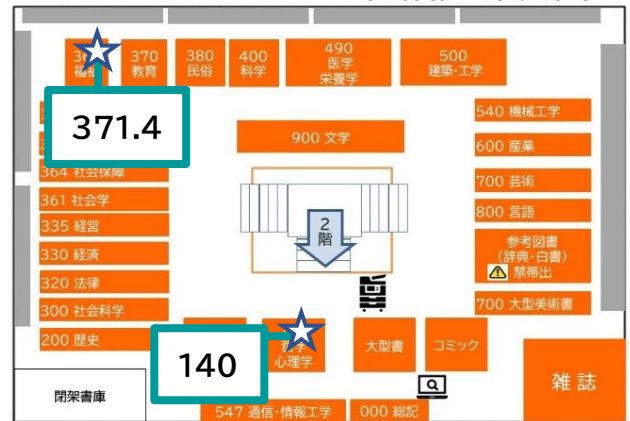 福祉
370
教育
380
民俗
400
科学
490
医学
栄養学
500
建築・工学
371.4
900 文学
540 機械工学
600 産業
700 芸術
800 言語
参考図書
(辞典・白書)
禁帯出
700 大型美術書
364 社会保障
361 社会学
335 経営
330 経済
320 法律
300 社会科学
200 歴史
2
階
140
心理学
大型書
コミック
閉架書庫
547 通信・情報工学
000 総記
雑誌